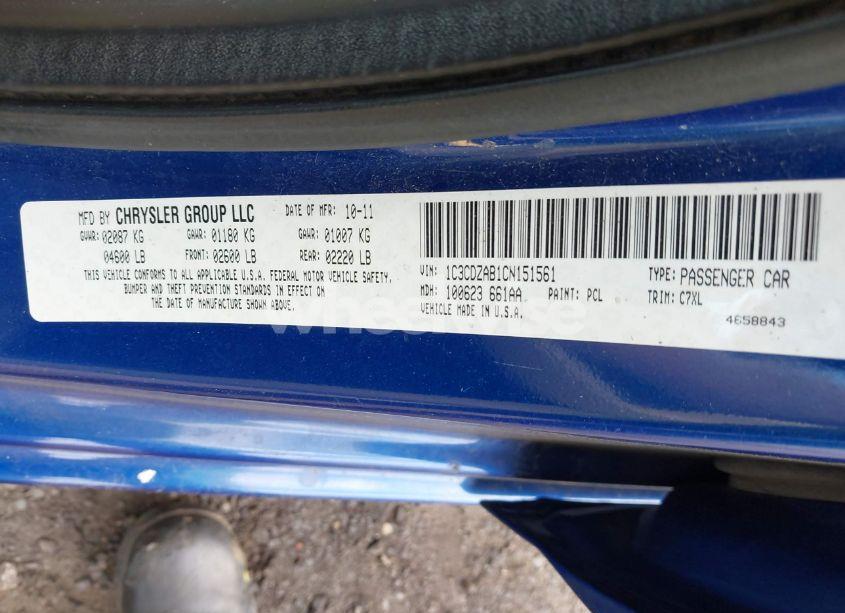 MFD BY CHRYSLER GROUP LLC DATE OF MFR: 10-11
GVWR: 02087 KG GAWR: 01180 KG GAWR: 01007 KG
04600 LB FRONT: 02600 LB REAR: 02220 LB
THIS VEHICLE CONFORMS TO ALL APPLICABLE U.S.A. FEDERAL MOTOR VEHICLE SAFETY,
BUMPER AND THEFT PREVENTION STANDARDS IN EFFECT ON
THE DATE OF MANUFACTURE SHOWN ABOVE.
VIN: 1C3CDZAB1CN151561 TYPE: PASSENGER CAR
MDH: 100623 661AA PAINT: PCL TRIM: C7XL
VEHICLE MADE IN U.S.A. 4658843